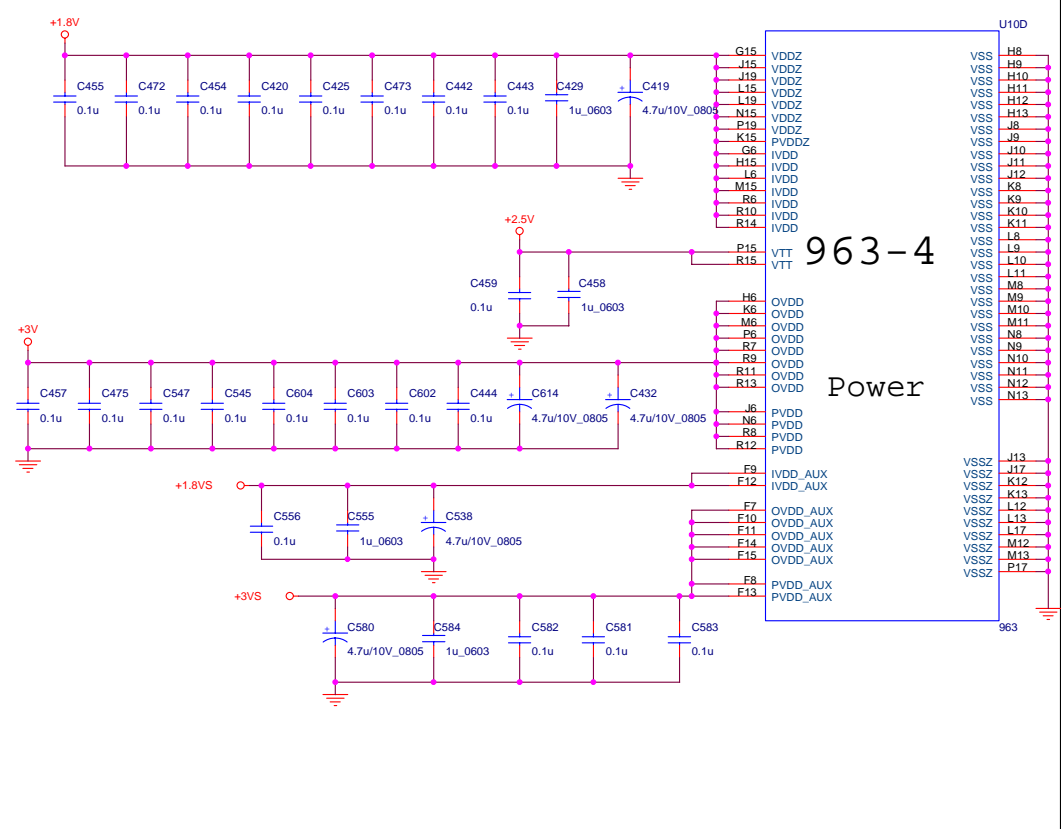 +1.8V
U10D
C455 C472 C454 C420 C425 C473 C442 C443 C429 C419
0.1u 0.1u 0.1u 0.1u 0.1u 0.1u 0.1u 0.1u 1u_0603 4.7u/10V_0805
+
G15 VDDZ
J15 VDDZ
J19 VDDZ
L15 VDDZ
L19 VDDZ
N15 VDDZ
P19 VDDZ
K15 PVDDZ
G6 IVDD
H15 IVDD
L6 IVDD
M15 IVDD
R6 IVDD
R10 IVDD
R14 IVDD
+2.5V
P15 VTT
R15 VTT
C459 C458
0.1u 1u_0603
H6 OVDD
K6 OVDD
M6 OVDD
P6 OVDD
R7 OVDD
R9 OVDD
R11 OVDD
R13 OVDD
J6 PVDD
N6 PVDD
R8 PVDD
R12 PVDD
+3V
C457 C475 C547 C545 C604 C603 C602 C444 C614 C432
0.1u 0.1u 0.1u 0.1u 0.1u 0.1u 0.1u 0.1u 4.7u/10V_0805 4.7u/10V_0805
+ +
F9 IVDD_AUX
F12 IVDD_AUX
+1.8VS
C556 C555 C538
0.1u 1u_0603 4.7u/10V_0805
+
F7 OVDD_AUX
F10 OVDD_AUX
F11 OVDD_AUX
F14 OVDD_AUX
F15 OVDD_AUX
F8 PVDD_AUX
F13 PVDD_AUX
+3VS
C580 C584 C582 C581 C583
4.7u/10V_0805 1u_0603 0.1u 0.1u 0.1u
+
963-4
Power
VSS H8
VSS H9
VSS H10
VSS H11
VSS H12
VSS H13
VSS J8
VSS J9
VSS J10
VSS J11
VSS J12
VSS K8
VSS K9
VSS K10
VSS K11
VSS L8
VSS L9
VSS L10
VSS L11
VSS M8
VSS M9
VSS M10
VSS M11
VSS N8
VSS N9
VSS N10
VSS N11
VSS N12
VSS N13
VSSZ J13
VSSZ J17
VSSZ K12
VSSZ K13
VSSZ L12
VSSZ L13
VSSZ L17
VSSZ M12
VSSZ M13
VSSZ P17
963